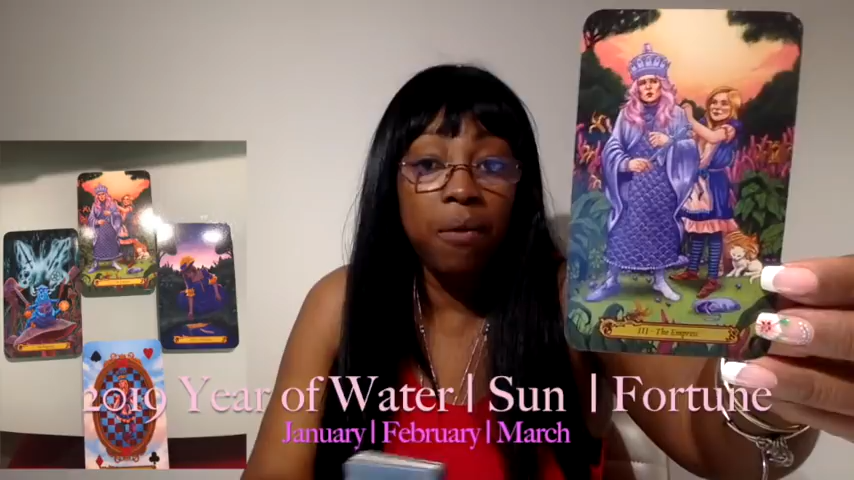 III - The Empress
2019 Year of Water | Sun | Fortune
January | February | March